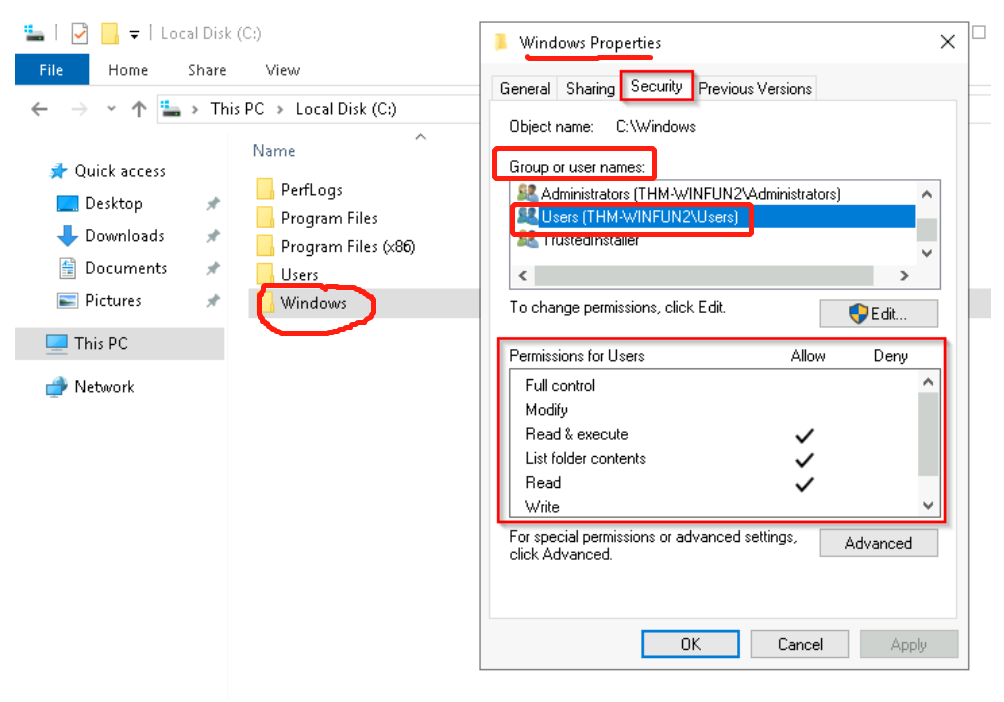 Local Disk (C:)
File Home Share View
This PC > Local Disk (C:)
Name
Quick access
Desktop
Downloads
Documents
Pictures
This PC
Network
PerfLogs
Program Files
Program Files (x86)
Users
Windows
Windows Properties
General Sharing Security Previous Versions
Object name: C:\Windows
Group or user names:
Administrators (THM-WINFUN2\Administrators)
Users (THM-WINFUN2\Users)
TrustedInstaller
To change permissions, click Edit.
Edit...
Permissions for Users Allow Deny
Full control
Modify
Read & execute
List folder contents
Read
Write
For special permissions or advanced settings,
click Advanced.
Advanced
OK Cancel Apply